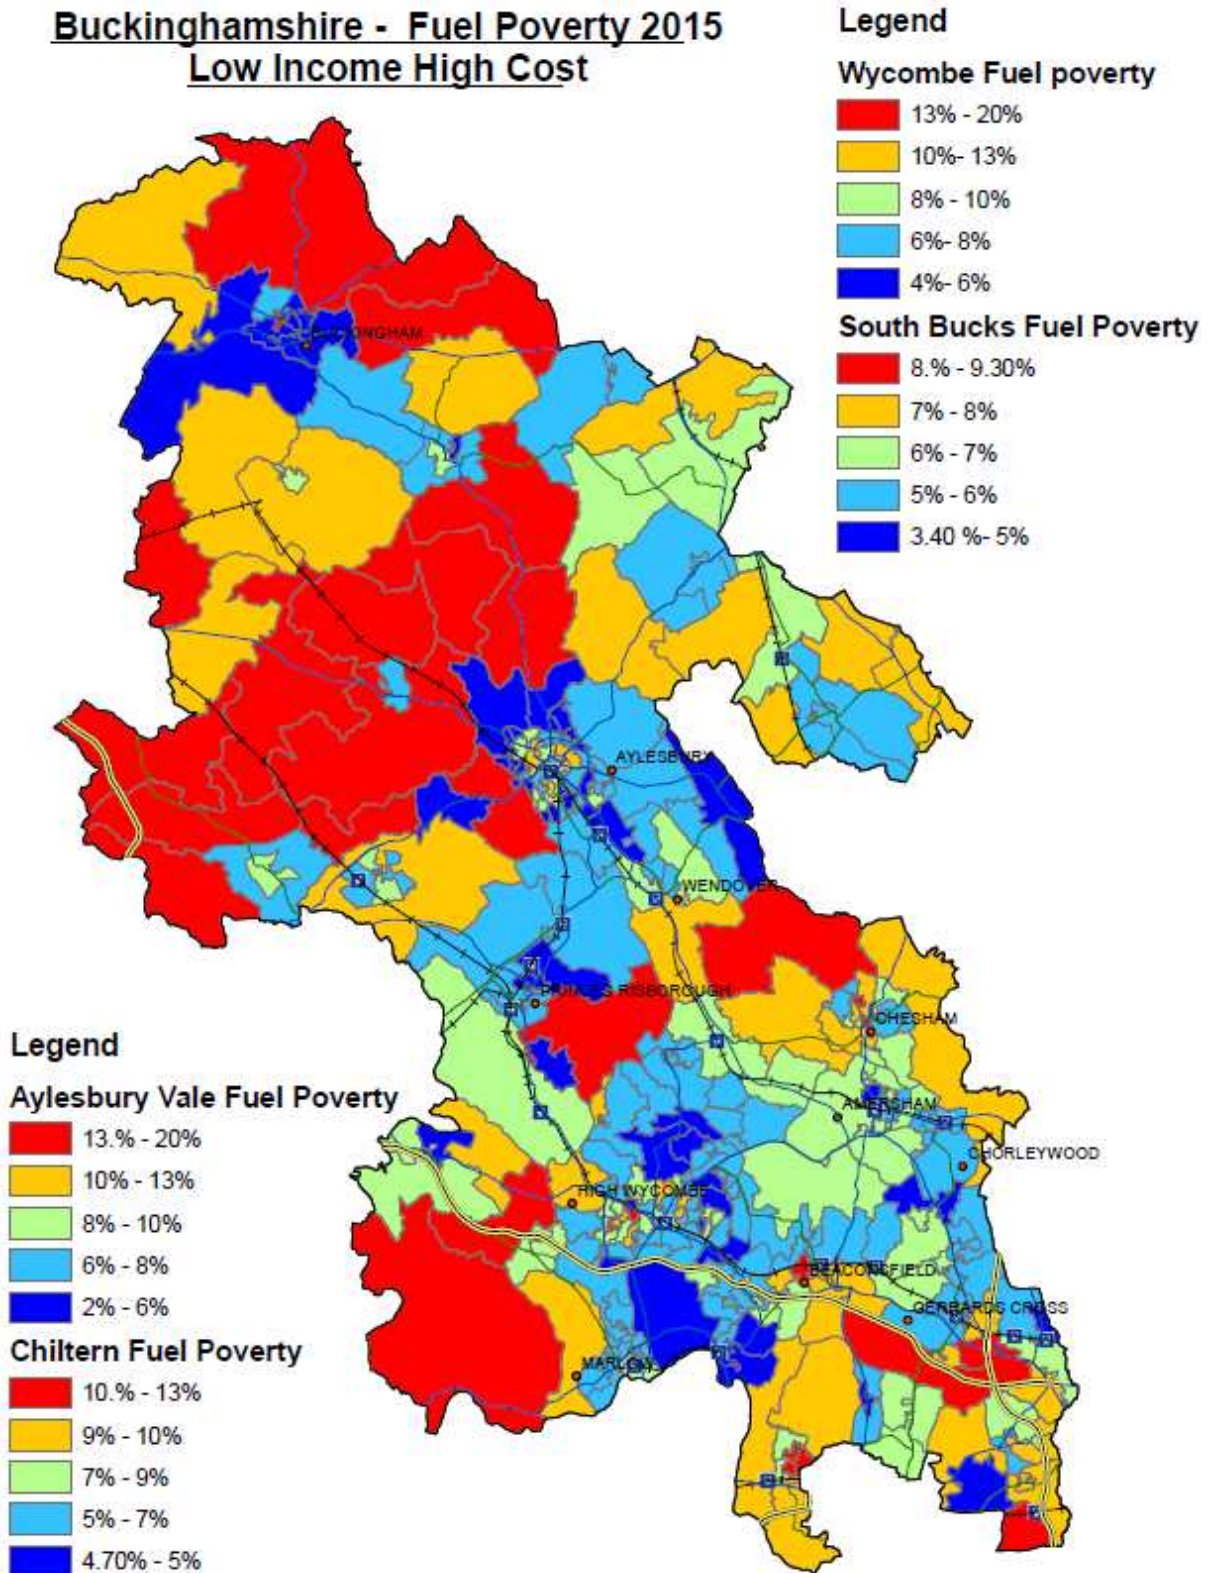 Buckinghamshire - Fuel Poverty 2015
Low Income High Cost
Legend
Wycombe Fuel poverty
13% - 20%
10%- 13%
8% - 10%
6%- 8%
4%- 6%
South Bucks Fuel Poverty
8.% - 9.30%
7% - 8%
6% - 7%
5% - 6%
3.40 %- 5%
BUCKINGHAM
AYLESBURY
WENDOVER
PRINCES RISBOROUGH
CHESHAM
AMERSHAM
CHORLEYWOOD
HIGH WYCOMBE
BEACONSFIELD
GERRARDS CROSS
MARLOW
Legend
Aylesbury Vale Fuel Poverty
13.% - 20%
10% - 13%
8% - 10%
6% - 8%
2% - 6%
Chiltern Fuel Poverty
10.% - 13%
9% - 10%
7% - 9%
5% - 7%
4.70% - 5%